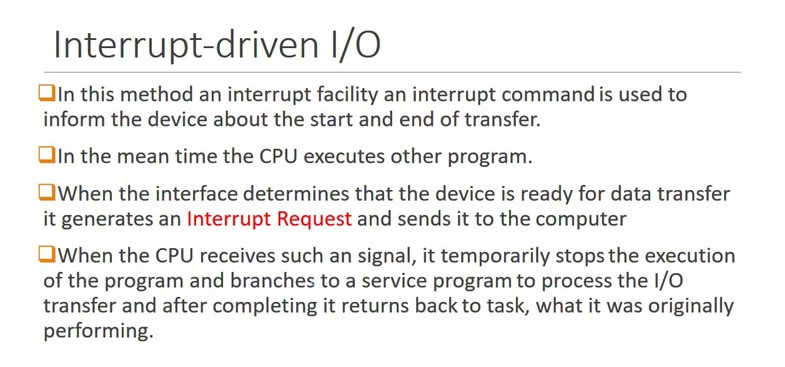 Interrupt-driven I/O
In this method an interrupt facility an interrupt command is used to
inform the device about the start and end of transfer.
In the mean time the CPU executes other program.
When the interface determines that the device is ready for data transfer
it generates an Interrupt Request and sends it to the computer
When the CPU receives such an signal, it temporarily stops the execution
of the program and branches to a service program to process the I/O
transfer and after completing it returns back to task, what it was originally
performing.